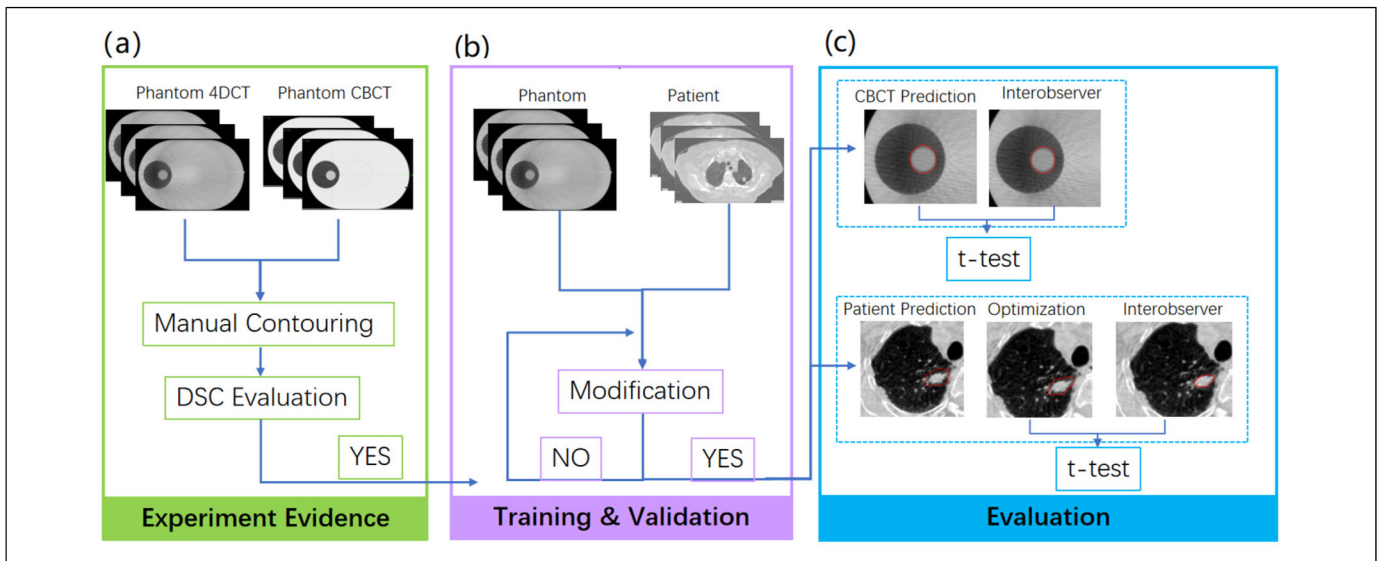 (a)
Phantom 4DCT Phantom CBCT
Manual Contouring
DSC Evaluation
YES
Experiment Evidence
(b)
Phantom Patient
Modification
NO YES
Training & Validation
(c)
CBCT Prediction Interobserver
t-test
Patient Prediction Optimization Interobserver
t-test
Evaluation